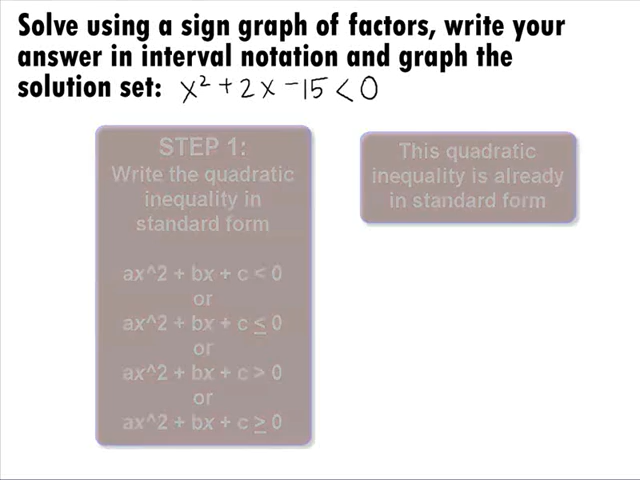 Solve using a sign graph of factors, write your
answer in interval notation and graph the
solution set: x² + 2x - 15 < 0
STEP 1:
Write the quadratic
inequality in
standard form
ax^2 + bx + c < 0
or
ax^2 + bx + c ≤ 0
or
ax^2 + bx + c > 0
or
ax^2 + bx + c ≥ 0
This quadratic
inequality is already
in standard form